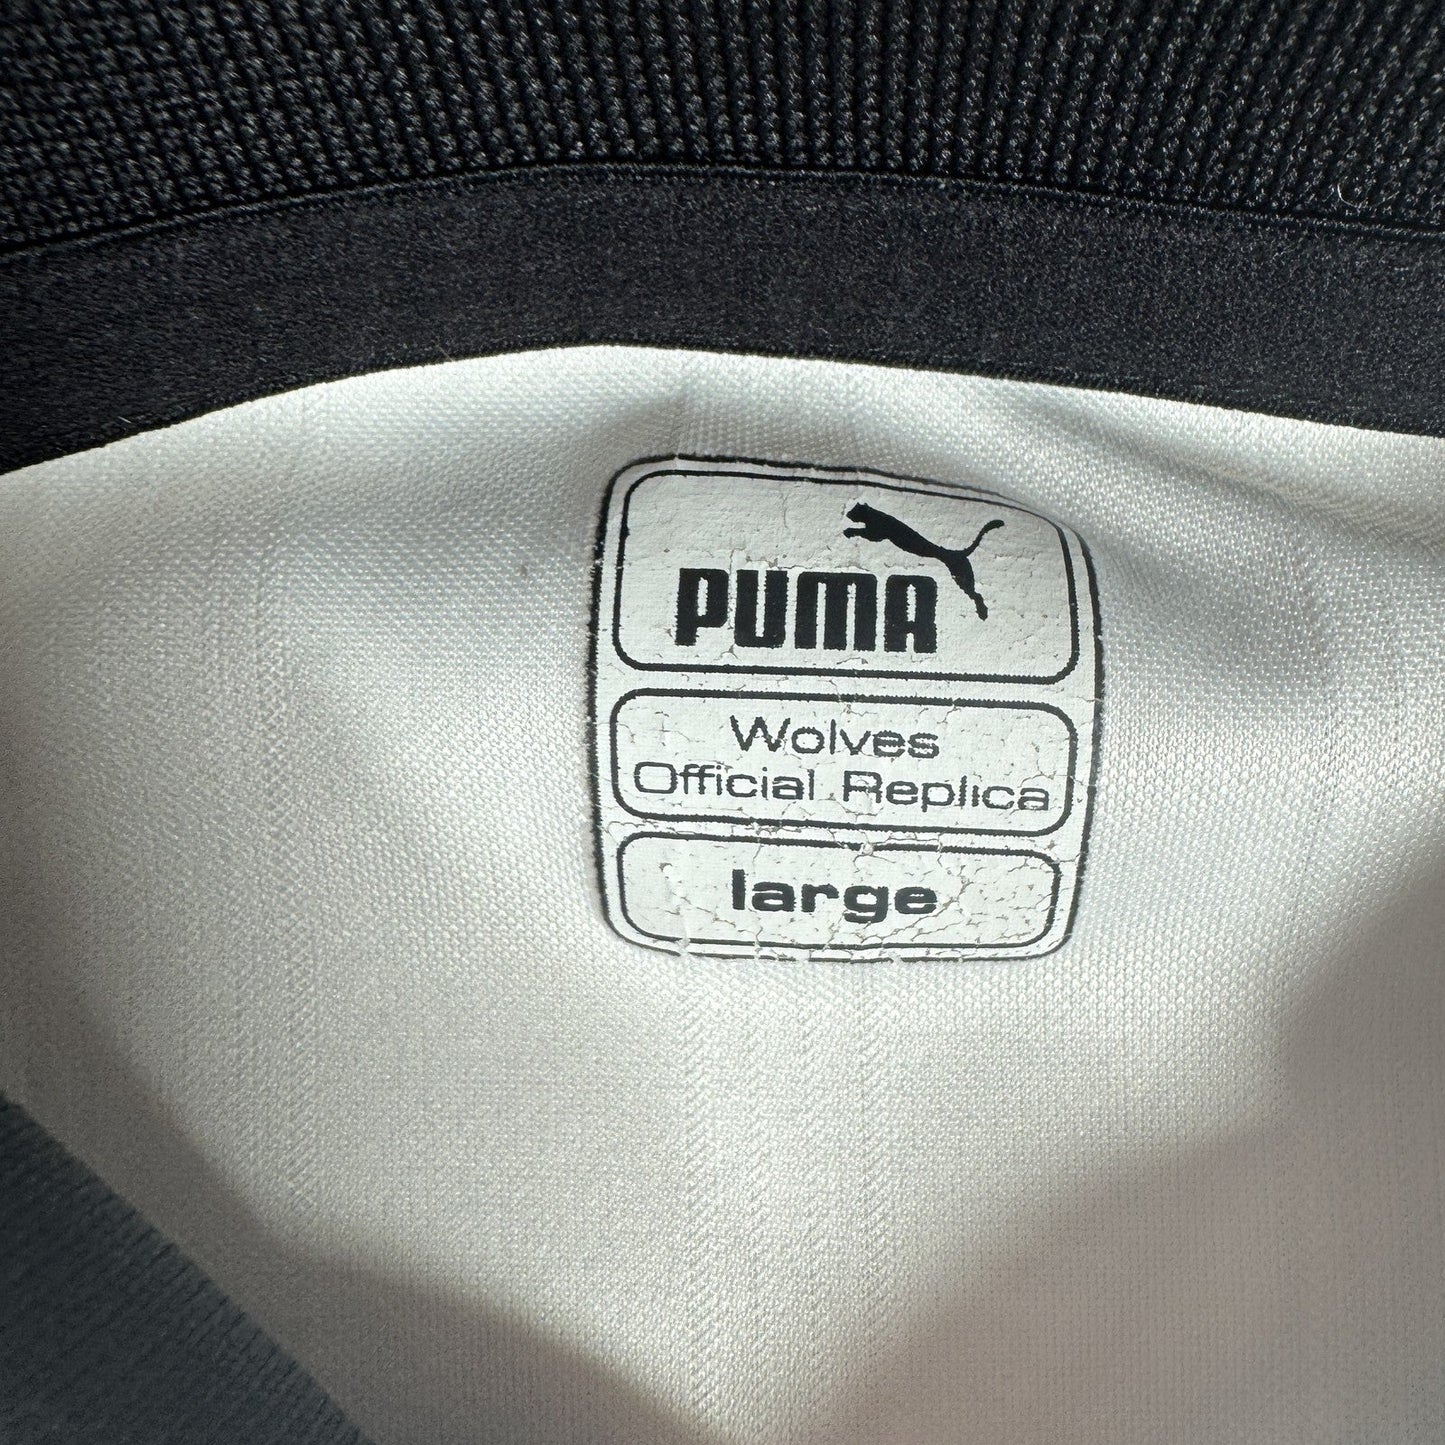 PUMA
Wolves
Official Replica
large